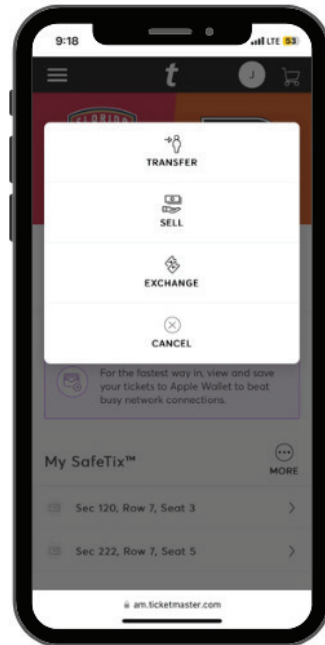 9:18
LTE 53
t
J
FLORIDA
TRANSFER
SELL
EXCHANGE
CANCEL
For the fastest way in, view and save
your tickets to Apple Wallet to beat
busy network connections.
My SafeTix™
MORE
Sec 120, Row 7, Seat 3
Sec 222, Row 7, Seat 5
am.ticketmaster.com